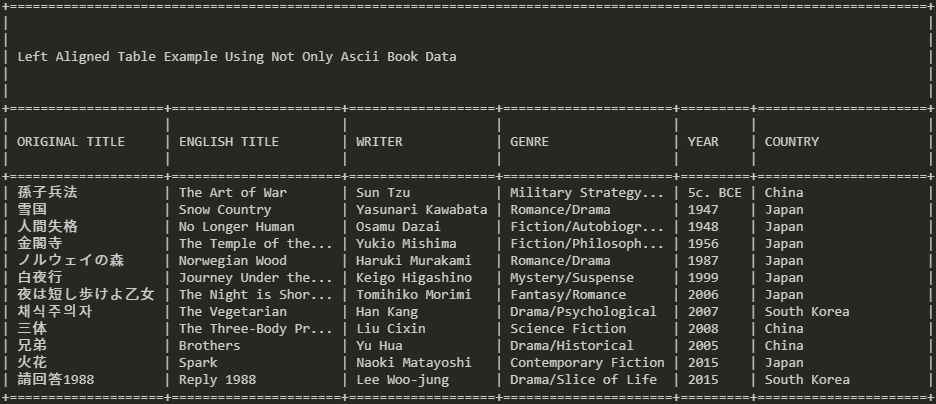 Left Aligned Table Example Using Not Only Ascii Book Data
ORIGINAL TITLE | ENGLISH TITLE | WRITER | GENRE | YEAR | COUNTRY
孫子兵法 | The Art of War | Sun Tzu | Military Strategy... | 5c. BCE | China
雪国 | Snow Country | Yasunari Kawabata | Romance/Drama | 1947 | Japan
人間失格 | No Longer Human | Osamu Dazai | Fiction/Autobiogr... | 1948 | Japan
金閣寺 | The Temple of the... | Yukio Mishima | Fiction/Philosoph... | 1956 | Japan
ノルウェイの森 | Norwegian Wood | Haruki Murakami | Romance/Drama | 1987 | Japan
白夜行 | Journey Under the... | Keigo Higashino | Mystery/Suspense | 1999 | Japan
夜は短し歩けよ乙女 | The Night is Shor... | Tomihiko Morimi | Fantasy/Romance | 2006 | Japan
채식주의자 | The Vegetarian | Han Kang | Drama/Psychological | 2007 | South Korea
三体 | The Three-Body Pr... | Liu Cixin | Science Fiction | 2008 | China
兄弟 | Brothers | Yu Hua | Drama/Historical | 2005 | China
火花 | Spark | Naoki Matayoshi | Contemporary Fiction | 2015 | Japan
請回答1988 | Reply 1988 | Lee Woo-jung | Drama/Slice of Life | 2015 | South Korea